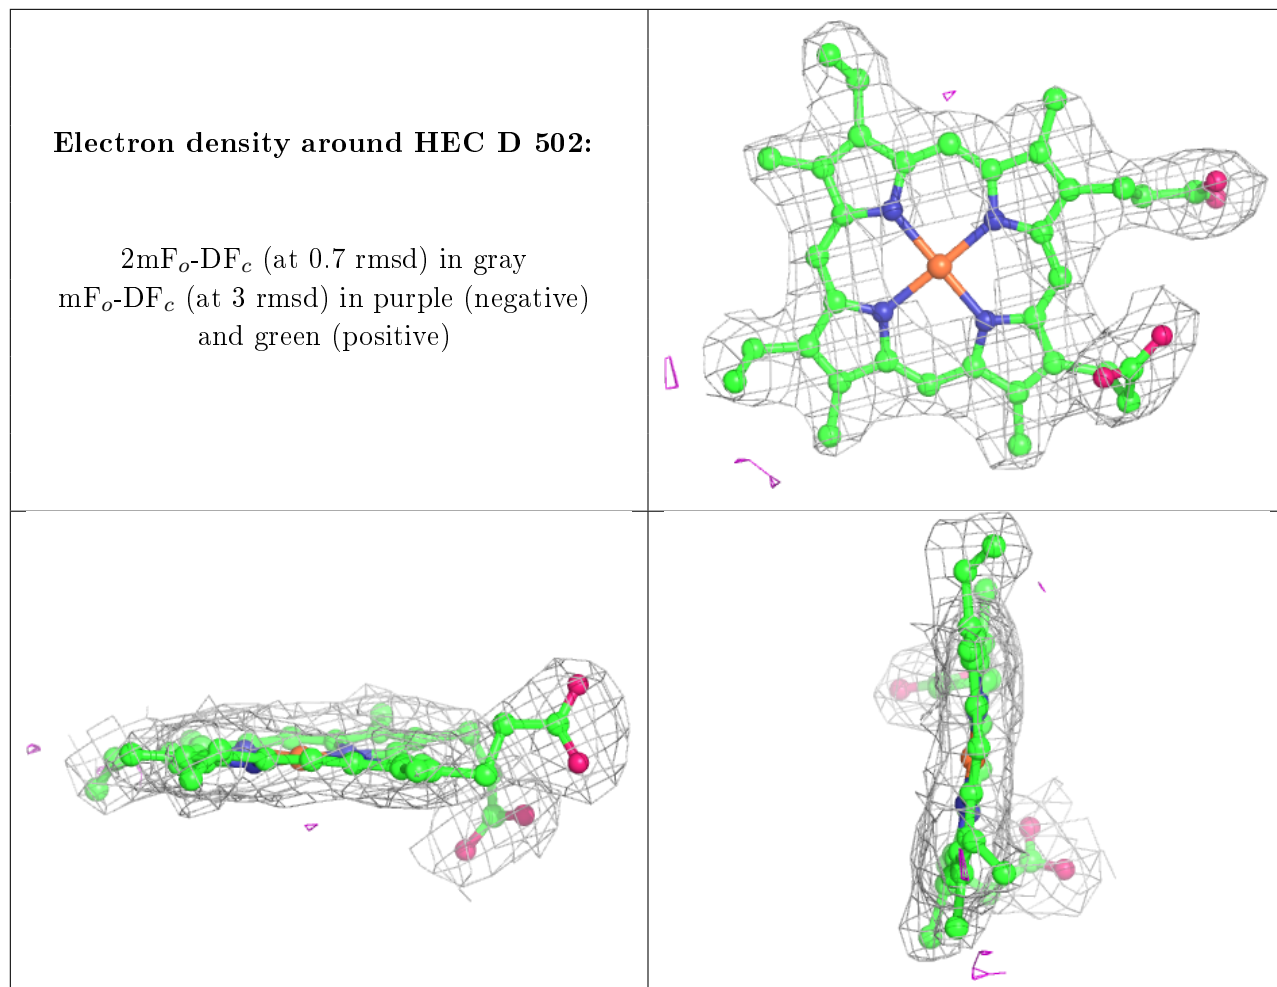 Electron density around HEC D 502:
2mFo-DFc (at 0.7 rmsd) in gray
mFo-DFc (at 3 rmsd) in purple (negative)
and green (positive)